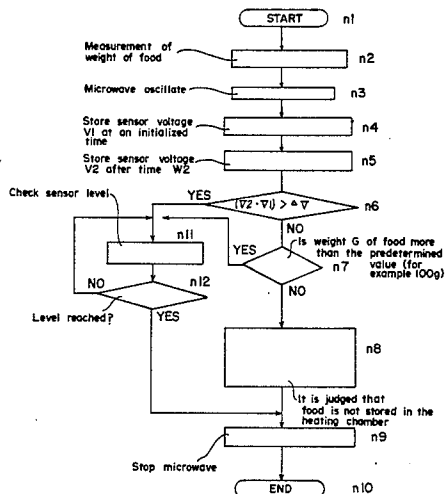 START n1
Measurement of
weight of food
n2
Microwave oscillate
n3
Store sensor voltage
V1 at an initialized
time
n4
Store sensor voltage
V2 after time W2
n5
Check sensor level
YES
(∇2 - ∇1) > △∇ n6
NO
n11
YES
Is weight G of food more
than the predetermined
value (for
example 100g)
n7
NO
n12
NO
Level reached?
YES
n8
It is judged that
food is not stored in the
heating chamber
n9
Stop microwave
END n10